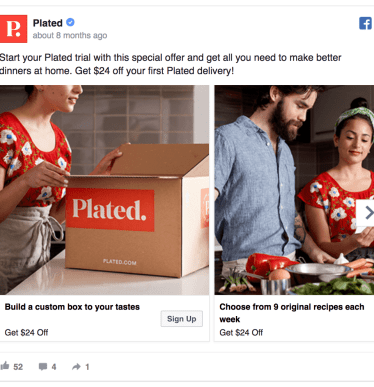 P.
Plated
about 8 months ago
Start your Plated trial with this special offer and get all you need to make better
dinners at home. Get $24 off your first Plated delivery!
Plated.
PLATED.COM
Build a custom box to your tastes
Sign Up
Get $24 Off
Choose from 9 original recipes each
week
Get $24 Off
52
4
1